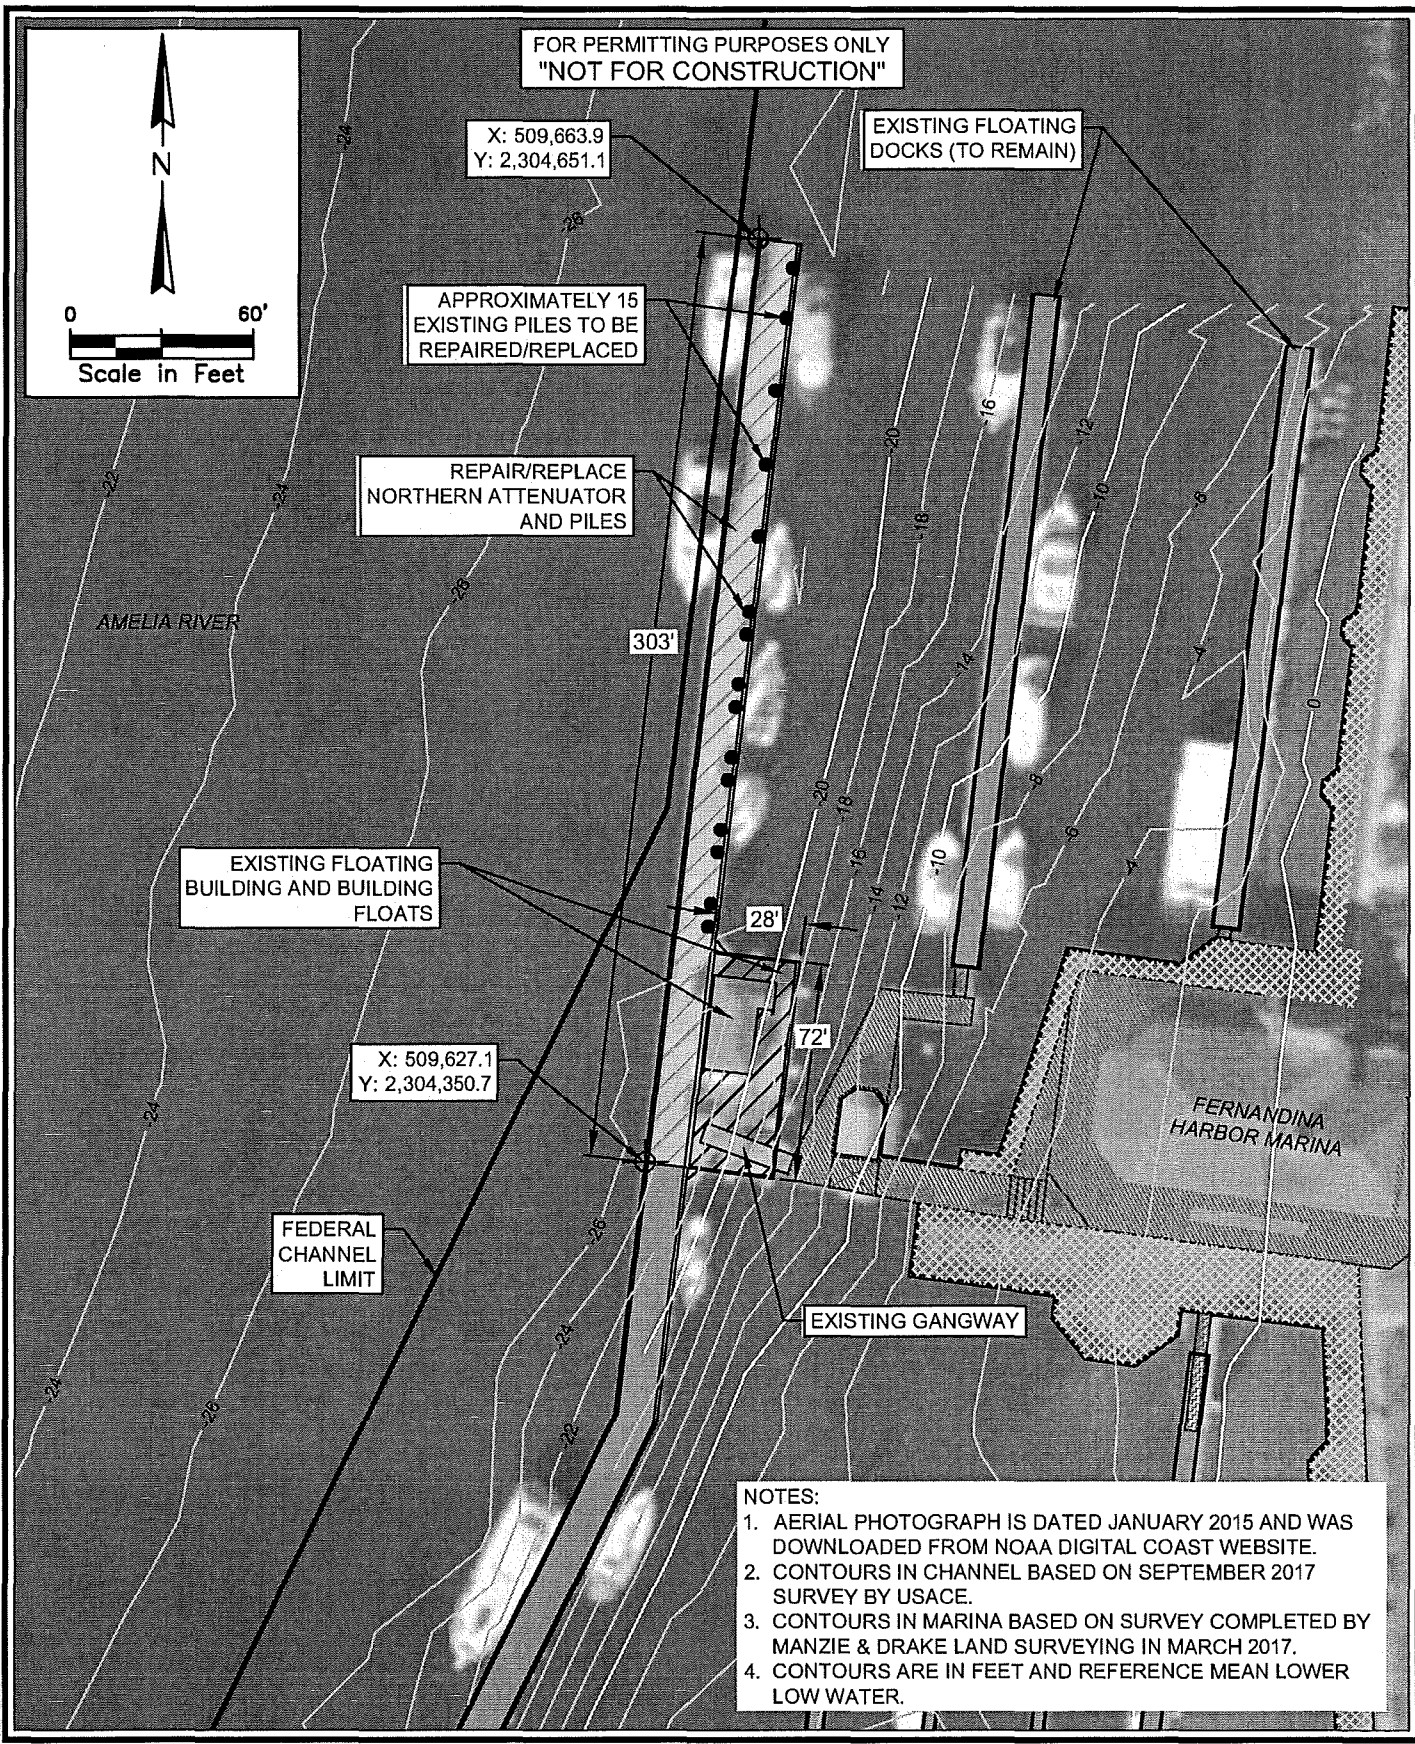 FOR PERMITTING PURPOSES ONLY
"NOT FOR CONSTRUCTION"
N
0 60'
Scale in Feet
X: 509,663.9
Y: 2,304,651.1
EXISTING FLOATING
DOCKS (TO REMAIN)
APPROXIMATELY 15
EXISTING PILES TO BE
REPAIRED/REPLACED
REPAIR/REPLACE
NORTHERN ATTENUATOR
AND PILES
AMELIA RIVER
303'
EXISTING FLOATING
BUILDING AND BUILDING
FLOATS
28'
72'
X: 509,627.1
Y: 2,304,350.7
FERNANDINA
HARBOR MARINA
FEDERAL
CHANNEL
LIMIT
EXISTING GANGWAY
-24
-26
-22
-24
-26
-20
-18
-16
-12
-10
-8
-14
-4
0
-20
-18
-16
-14
-12
-10
-8
-6
-4
-24
-24
-26
-26
-24
-22
NOTES:
1. AERIAL PHOTOGRAPH IS DATED JANUARY 2015 AND WAS
DOWNLOADED FROM NOAA DIGITAL COAST WEBSITE.
2. CONTOURS IN CHANNEL BASED ON SEPTEMBER 2017
SURVEY BY USACE.
3. CONTOURS IN MARINA BASED ON SURVEY COMPLETED BY
MANZIE & DRAKE LAND SURVEYING IN MARCH 2017.
4. CONTOURS ARE IN FEET AND REFERENCE MEAN LOWER
LOW WATER.